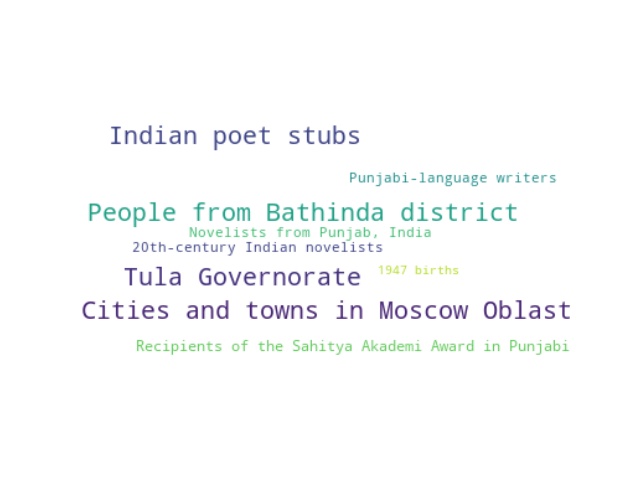 Indian poet stubs
Punjabi-language writers
People from Bathinda district
Novelists from Punjab, India
20th-century Indian novelists
Tula Governorate
1947 births
Cities and towns in Moscow Oblast
Recipients of the Sahitya Akademi Award in Punjabi